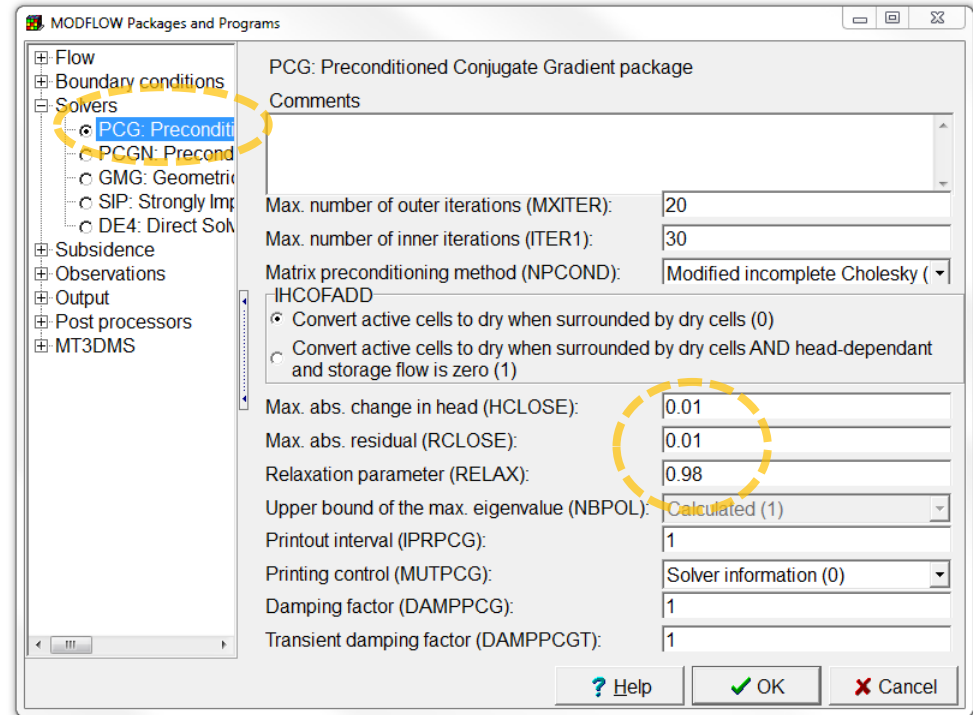 MODFLOW Packages and Programs
Flow
Boundary conditions
Solvers
PCG: Preconditi
PCGN: Precond
GMG: Geometric
SIP: Strongly Imp
DE4: Direct Solv
Subsidence
Observations
Output
Post processors
MT3DMS
PCG: Preconditioned Conjugate Gradient package
Comments
Max. number of outer iterations (MXITER): 20
Max. number of inner iterations (ITER1): 30
Matrix preconditioning method (NPCOND): Modified incomplete Cholesky (
IHCOFADD
Convert active cells to dry when surrounded by dry cells (0)
Convert active cells to dry when surrounded by dry cells AND head-dependant
and storage flow is zero (1)
Max. abs. change in head (HCLOSE): 0.01
Max. abs. residual (RCLOSE): 0.01
Relaxation parameter (RELAX): 0.98
Upper bound of the max. eigenvalue (NBPOL): Calculated (1)
Printout interval (IPRPCG): 1
Printing control (MUTPCG): Solver information (0)
Damping factor (DAMPPCG): 1
Transient damping factor (DAMPPCGT): 1
? Help
OK
Cancel